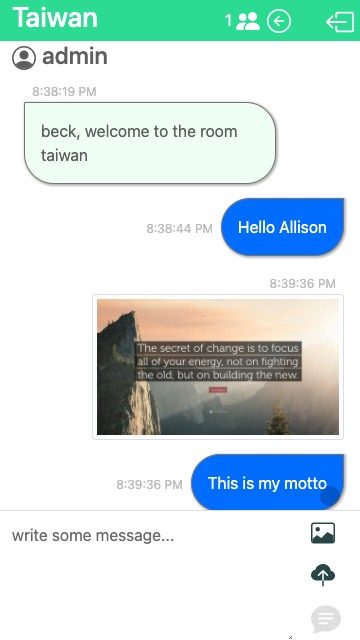 Taiwan
1
admin
8:38:19 PM
beck, welcome to the room
taiwan
8:38:44 PM
Hello Allison
8:39:36 PM
The secret of change is to focus
all of your energy, not on fighting
the old, but on building the new.
8:39:36 PM
This is my motto
write some message...